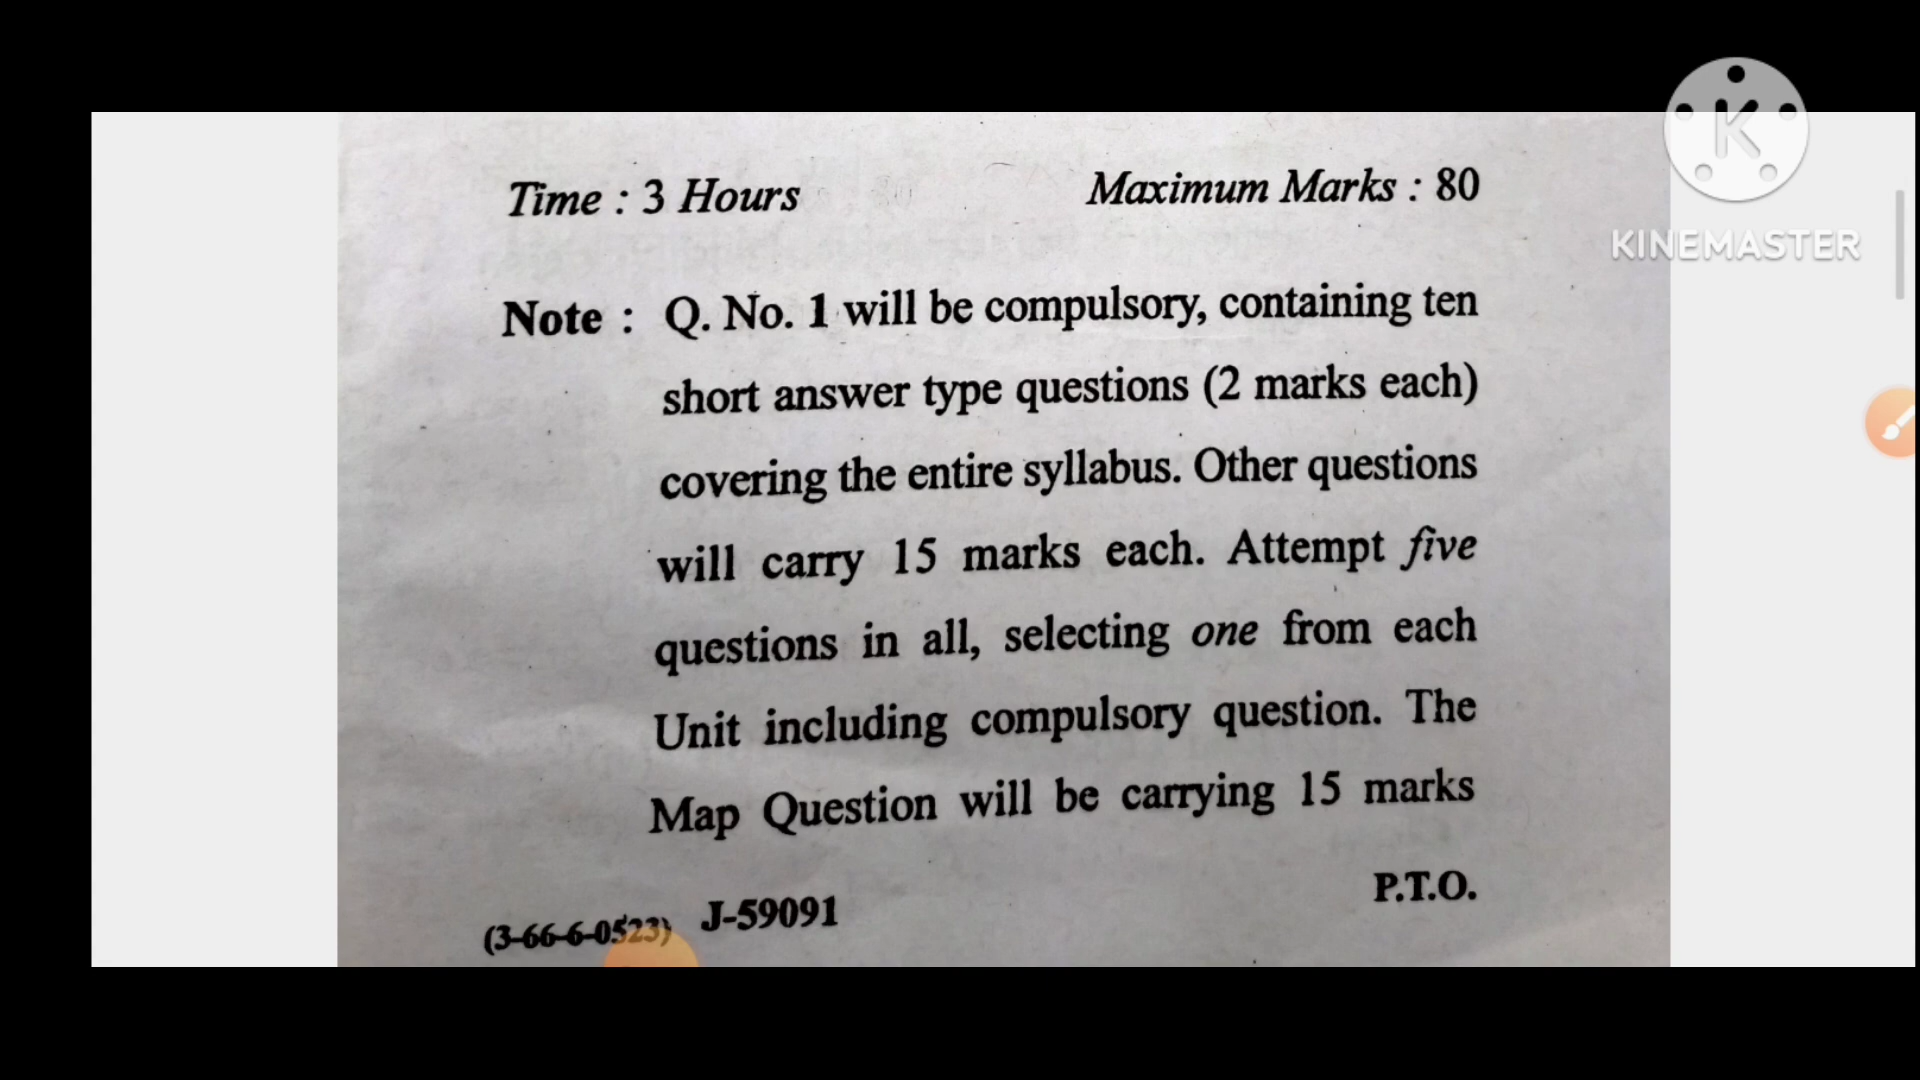 Time : 3 Hours Maximum Marks : 80
Note : Q. No. 1 will be compulsory, containing ten
short answer type questions (2 marks each)
covering the entire syllabus. Other questions
will carry 15 marks each. Attempt five
questions in all, selecting one from each
Unit including compulsory question. The
Map Question will be carrying 15 marks
(3-66-6-0523) J-59091 P.T.O.
K
KINEMASTER